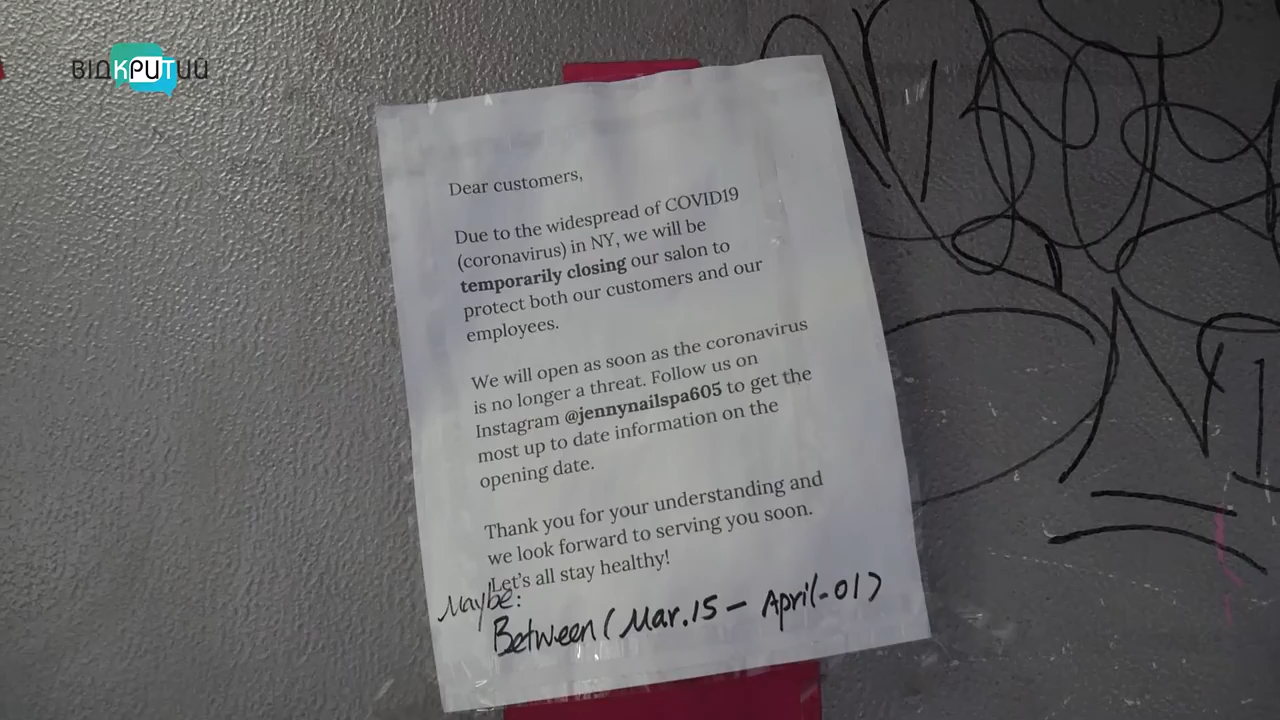 ВІДКРИТИЙ
Dear customers,
Due to the widespread of COVID19
(coronavirus) in NY, we will be
temporarily closing our salon to
protect both our customers and our
employees.
We will open as soon as the coronavirus
is no longer a threat. Follow us on
Instagram @jennynailspa605 to get the
most up to date information on the
opening date.
Thank you for your understanding and
we look forward to serving you soon.
Let's all stay healthy!
Maybe:
Between (Mar.15 - April-01)